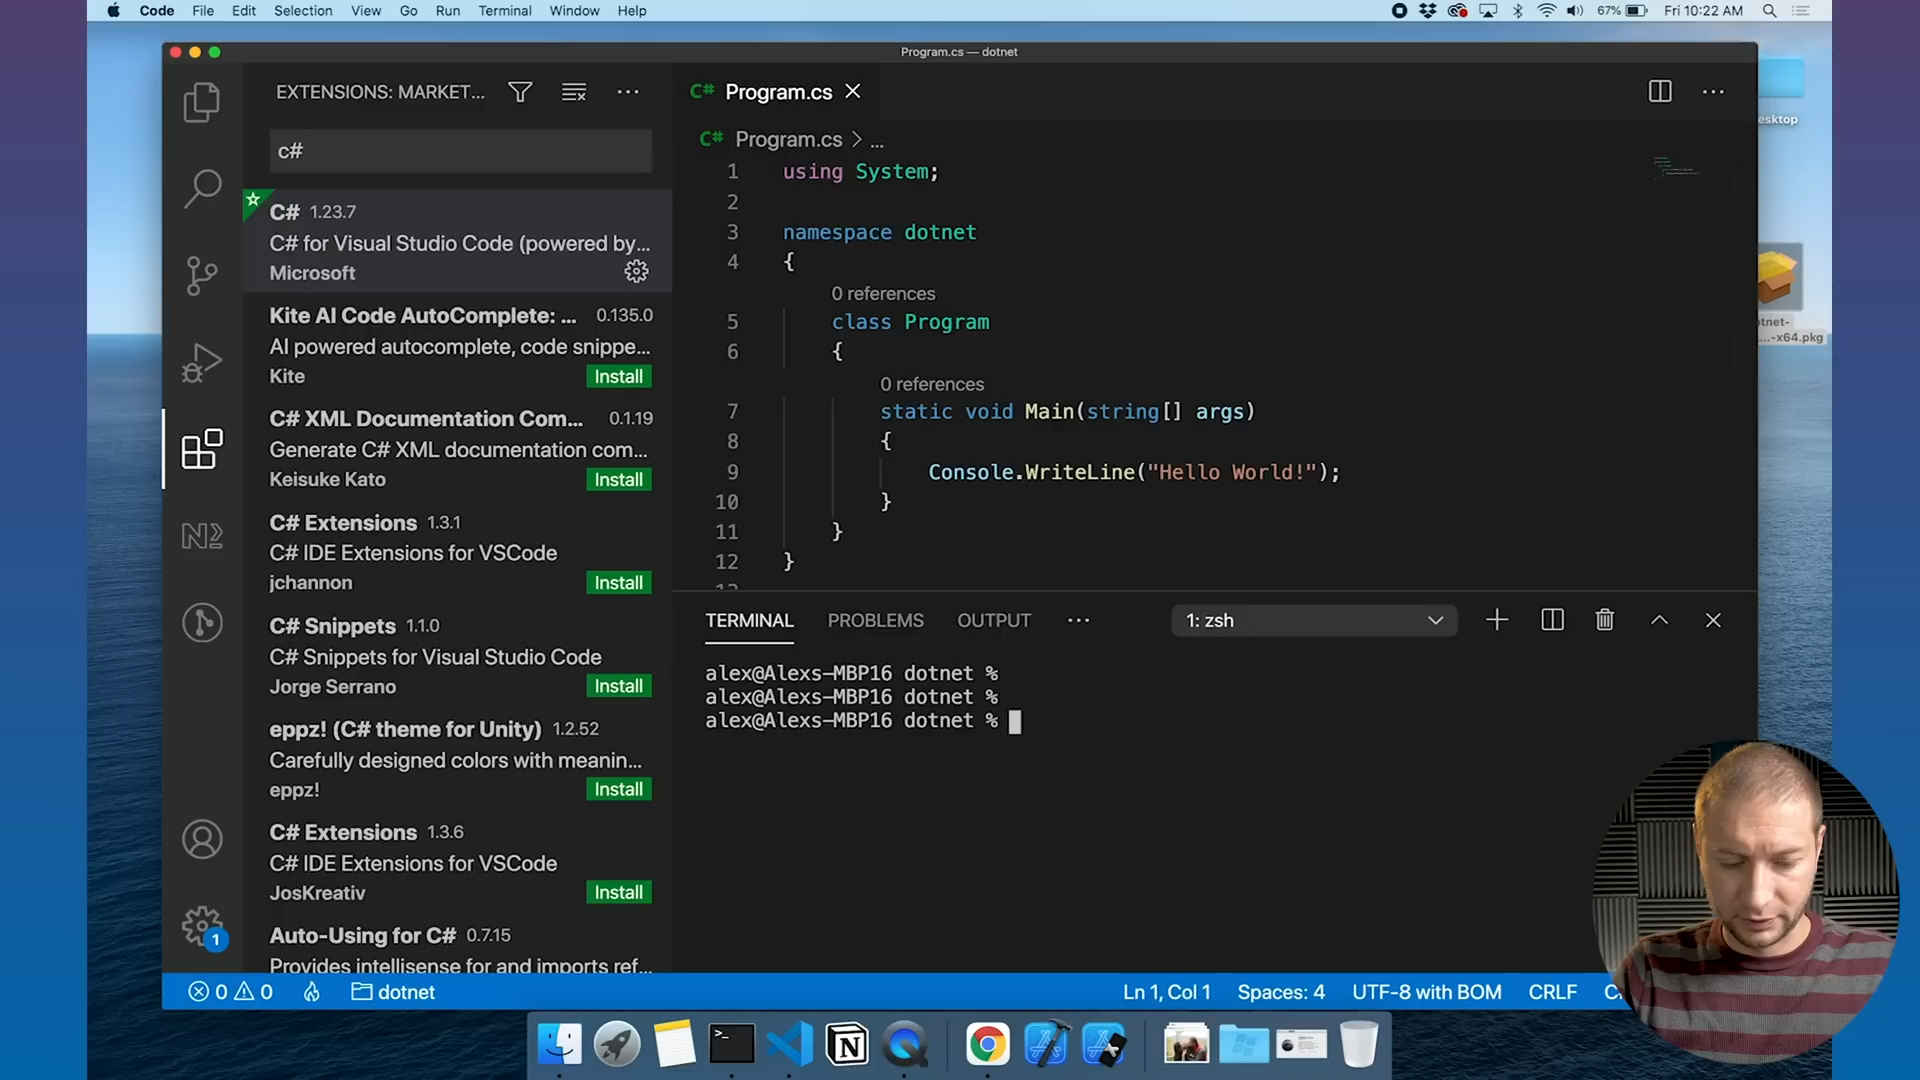 Code File Edit Selection View Go Run Terminal Window Help 67% Fri 10:22 AM
Program.cs — dotnet
EXTENSIONS: MARKET...
c#
C# 1.23.7
C# for Visual Studio Code (powered by...
Microsoft
Kite AI Code AutoComplete: ... 0.135.0
AI powered autocomplete, code snippe...
Kite Install
C# XML Documentation Com... 0.1.19
Generate C# XML documentation com...
Keisuke Kato Install
C# Extensions 1.3.1
C# IDE Extensions for VSCode
jchannon Install
C# Snippets 1.1.0
C# Snippets for Visual Studio Code
Jorge Serrano Install
eppz! (C# theme for Unity) 1.2.52
Carefully designed colors with meanin...
eppz! Install
C# Extensions 1.3.6
C# IDE Extensions for VSCode
JosKreativ Install
Auto-Using for C# 0.7.15
Provides intellisense for and imports ref...
C# Program.cs
C# Program.cs > ...
1 using System;
2
3 namespace dotnet
4 {
0 references
5 class Program
6 {
0 references
7 static void Main(string[] args)
8 {
9 Console.WriteLine("Hello World!");
10 }
11 }
12 }
TERMINAL PROBLEMS OUTPUT ... 1: zsh
alex@Alexs-MBP16 dotnet %
alex@Alexs-MBP16 dotnet %
alex@Alexs-MBP16 dotnet %
esktop
otnet-
...-x64.pkg
1
0 0 dotnet Ln 1, Col 1 Spaces: 4 UTF-8 with BOM CRLF